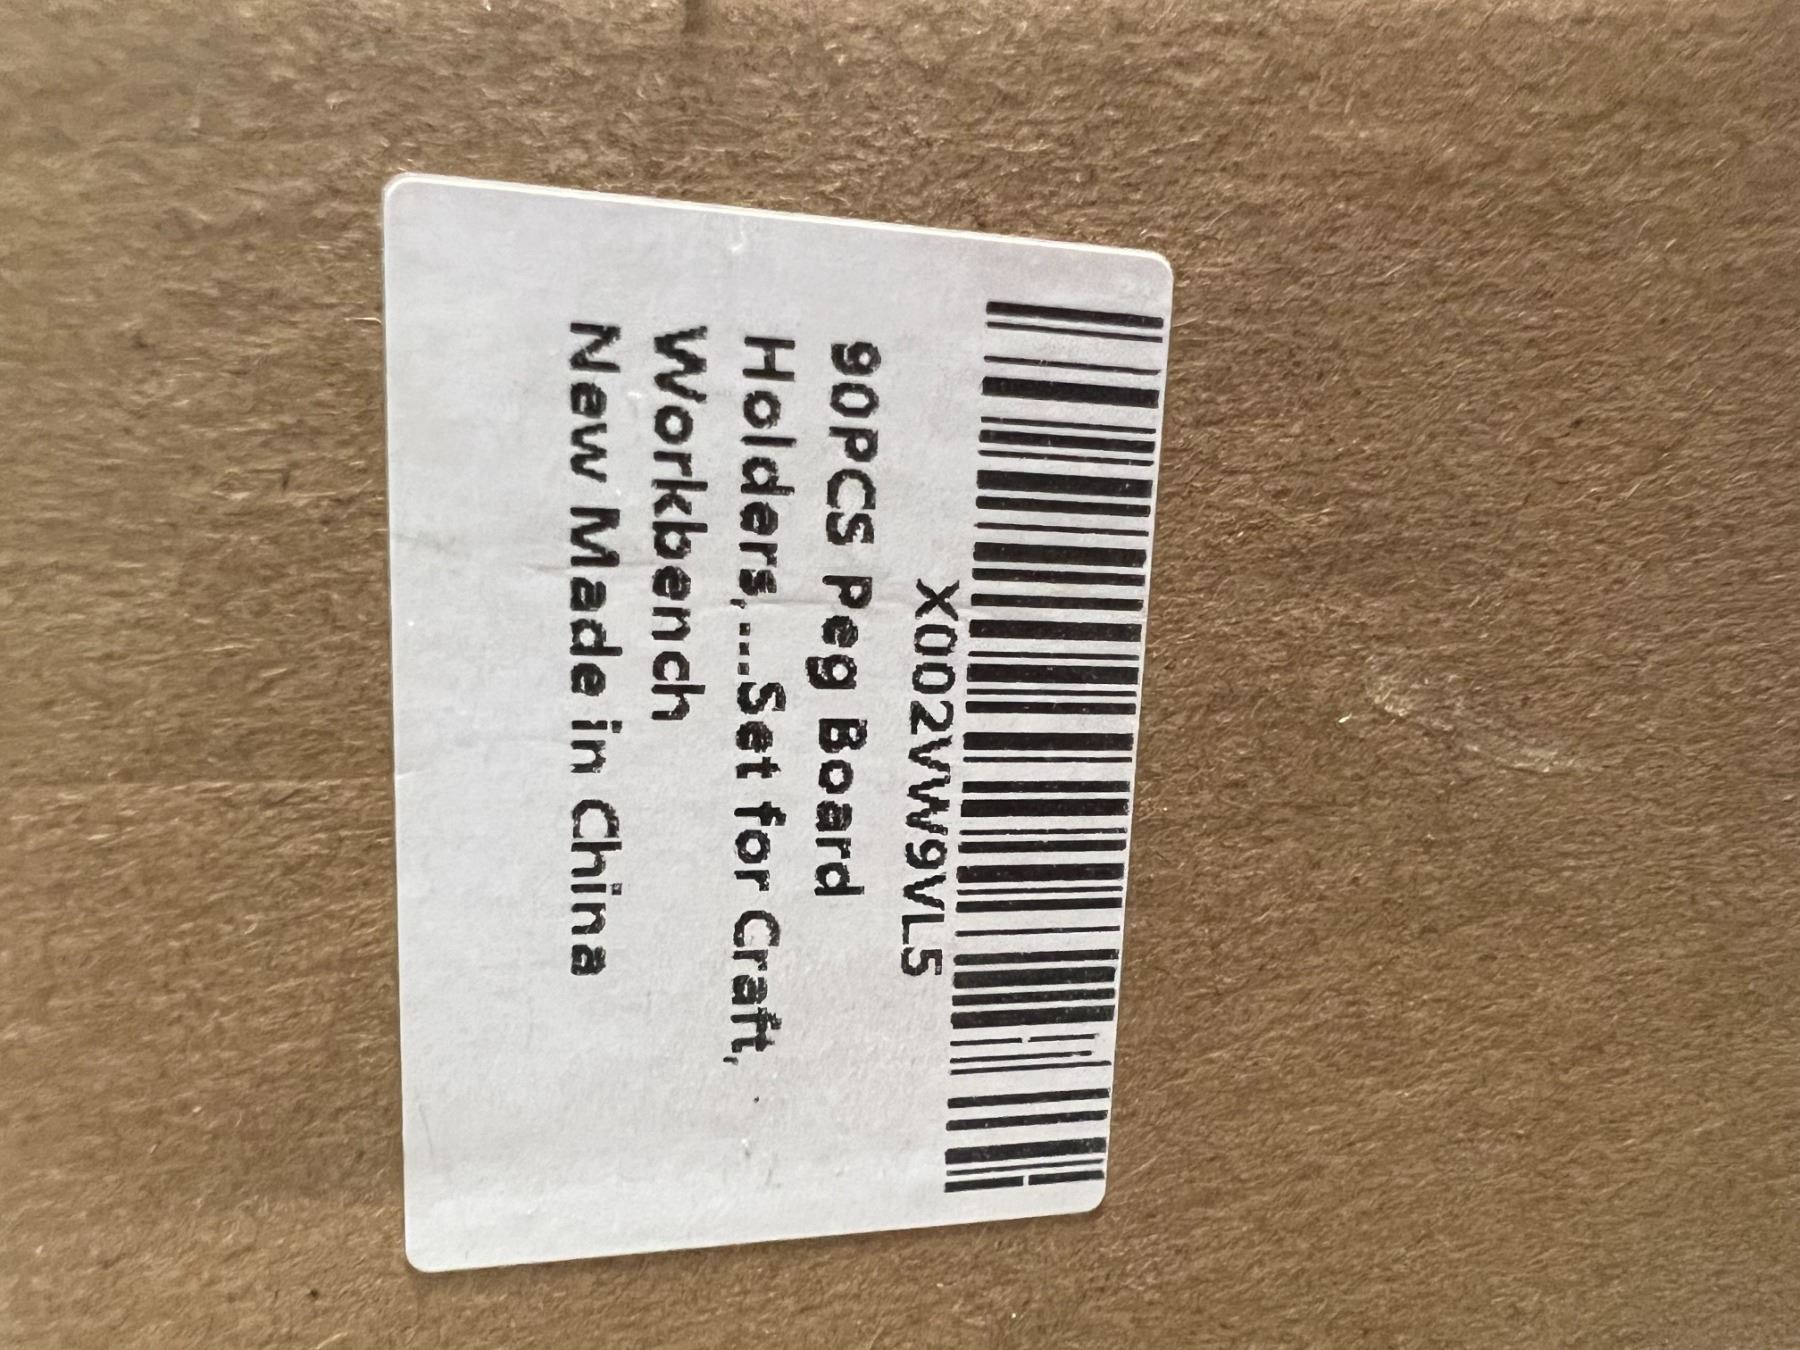 X002VW9VL5
90PCS Peg Board
Holders,...Set for Craft,
Workbench
New Made in China